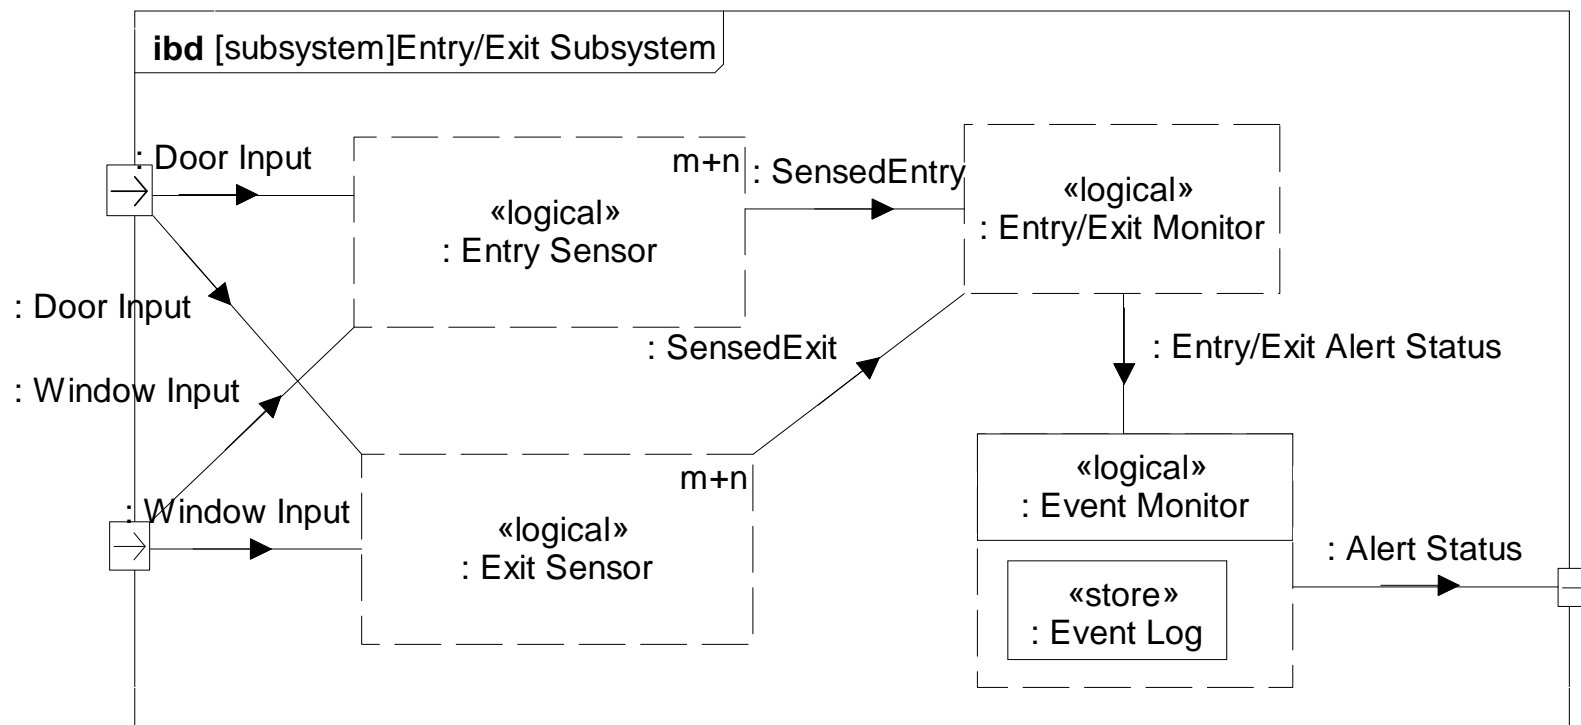 ibd [subsystem]Entry/Exit Subsystem
: Door Input
m+n
: SensedEntry
«logical»
: Entry Sensor
«logical»
: Entry/Exit Monitor
: Door Input
: SensedExit
: Entry/Exit Alert Status
: Window Input
m+n
: Window Input
«logical»
: Exit Sensor
«logical»
: Event Monitor
: Alert Status
«store»
: Event Log